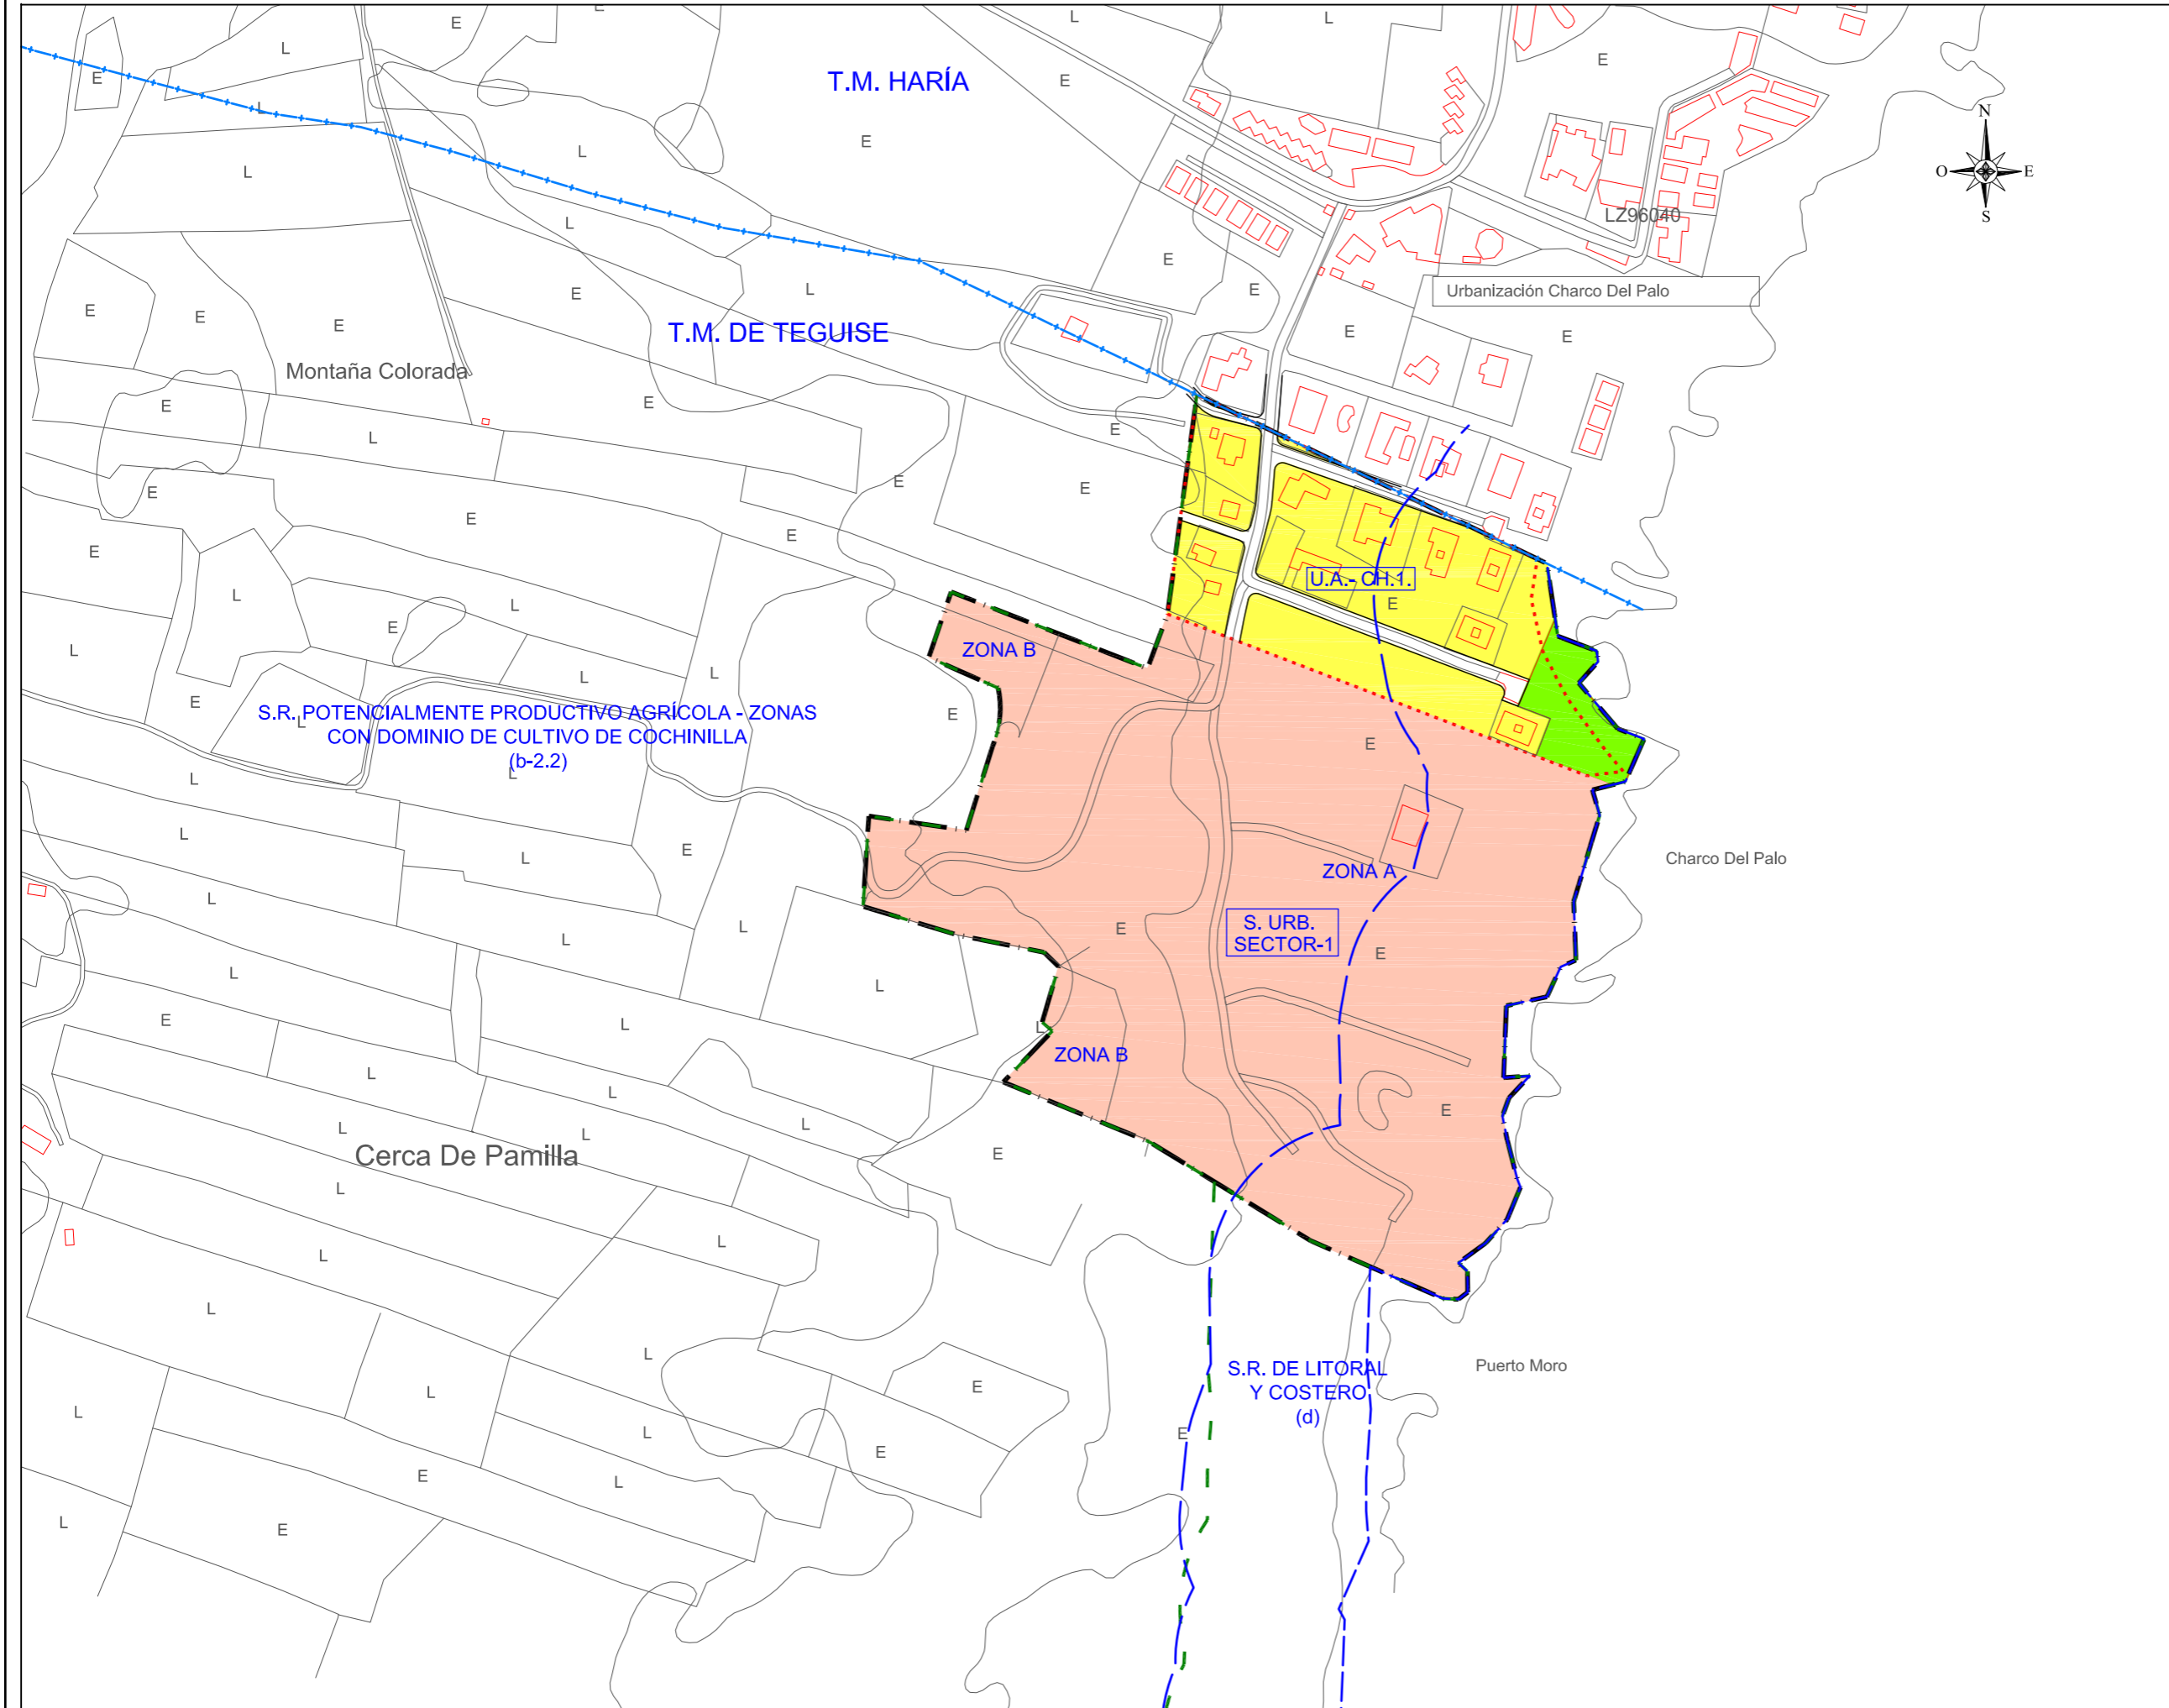 T.M. HARÍA
N
O
E
S
LZ96040
Urbanización Charco Del Palo
T.M. DE TEGUISE
Montaña Colorada
U.A.- CH.1.
ZONA B
S.R. POTENCIALMENTE PRODUCTIVO AGRÍCOLA - ZONAS
CON DOMINIO DE CULTIVO DE COCHINILLA
(b-2.2)
Charco Del Palo
ZONA A
S. URB.
SECTOR-1
ZONA B
Cerca De Pamilla
S.R. DE LITORAL
Y COSTERO
(d)
Puerto Moro